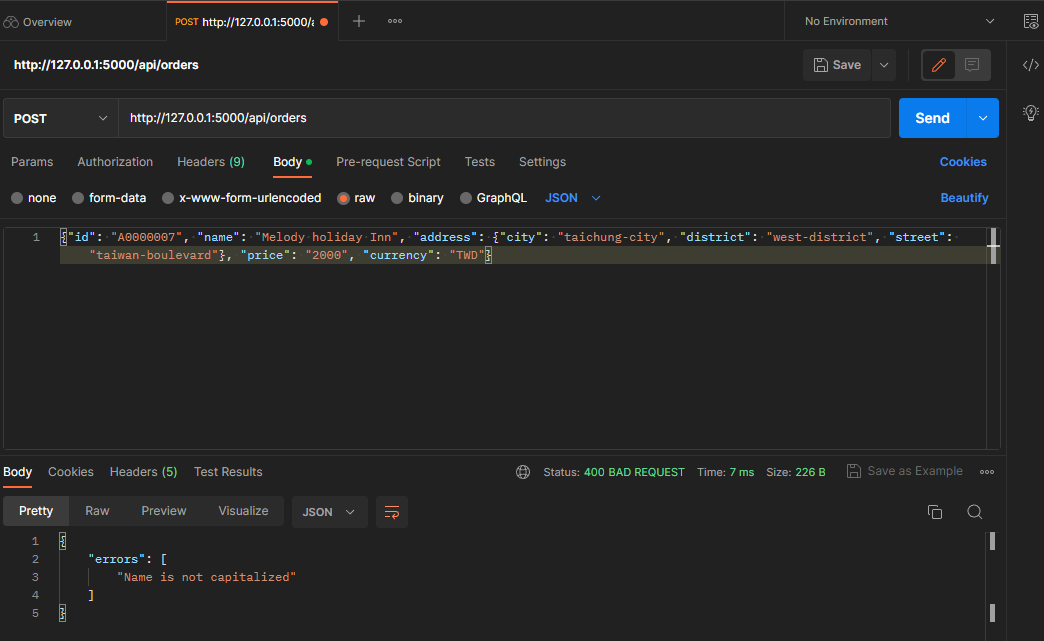 Overview
POST http://127.0.0.1:5000/a
No Environment
http://127.0.0.1:5000/api/orders
Save
POST
http://127.0.0.1:5000/api/orders
Send
Params Authorization Headers (9) Body Pre-request Script Tests Settings Cookies
none form-data x-www-form-urlencoded raw binary GraphQL JSON Beautify
1 {"id": "A0000007", "name": "Melody holiday Inn", "address": {"city": "taichung-city", "district": "west-district", "street":
"taiwan-boulevard"}, "price": "2000", "currency": "TWD"}
Body Cookies Headers (5) Test Results Status: 400 BAD REQUEST Time: 7 ms Size: 226 B Save as Example
Pretty Raw Preview Visualize JSON
1 {
2 "errors": [
3 "Name is not capitalized"
4 ]
5 }